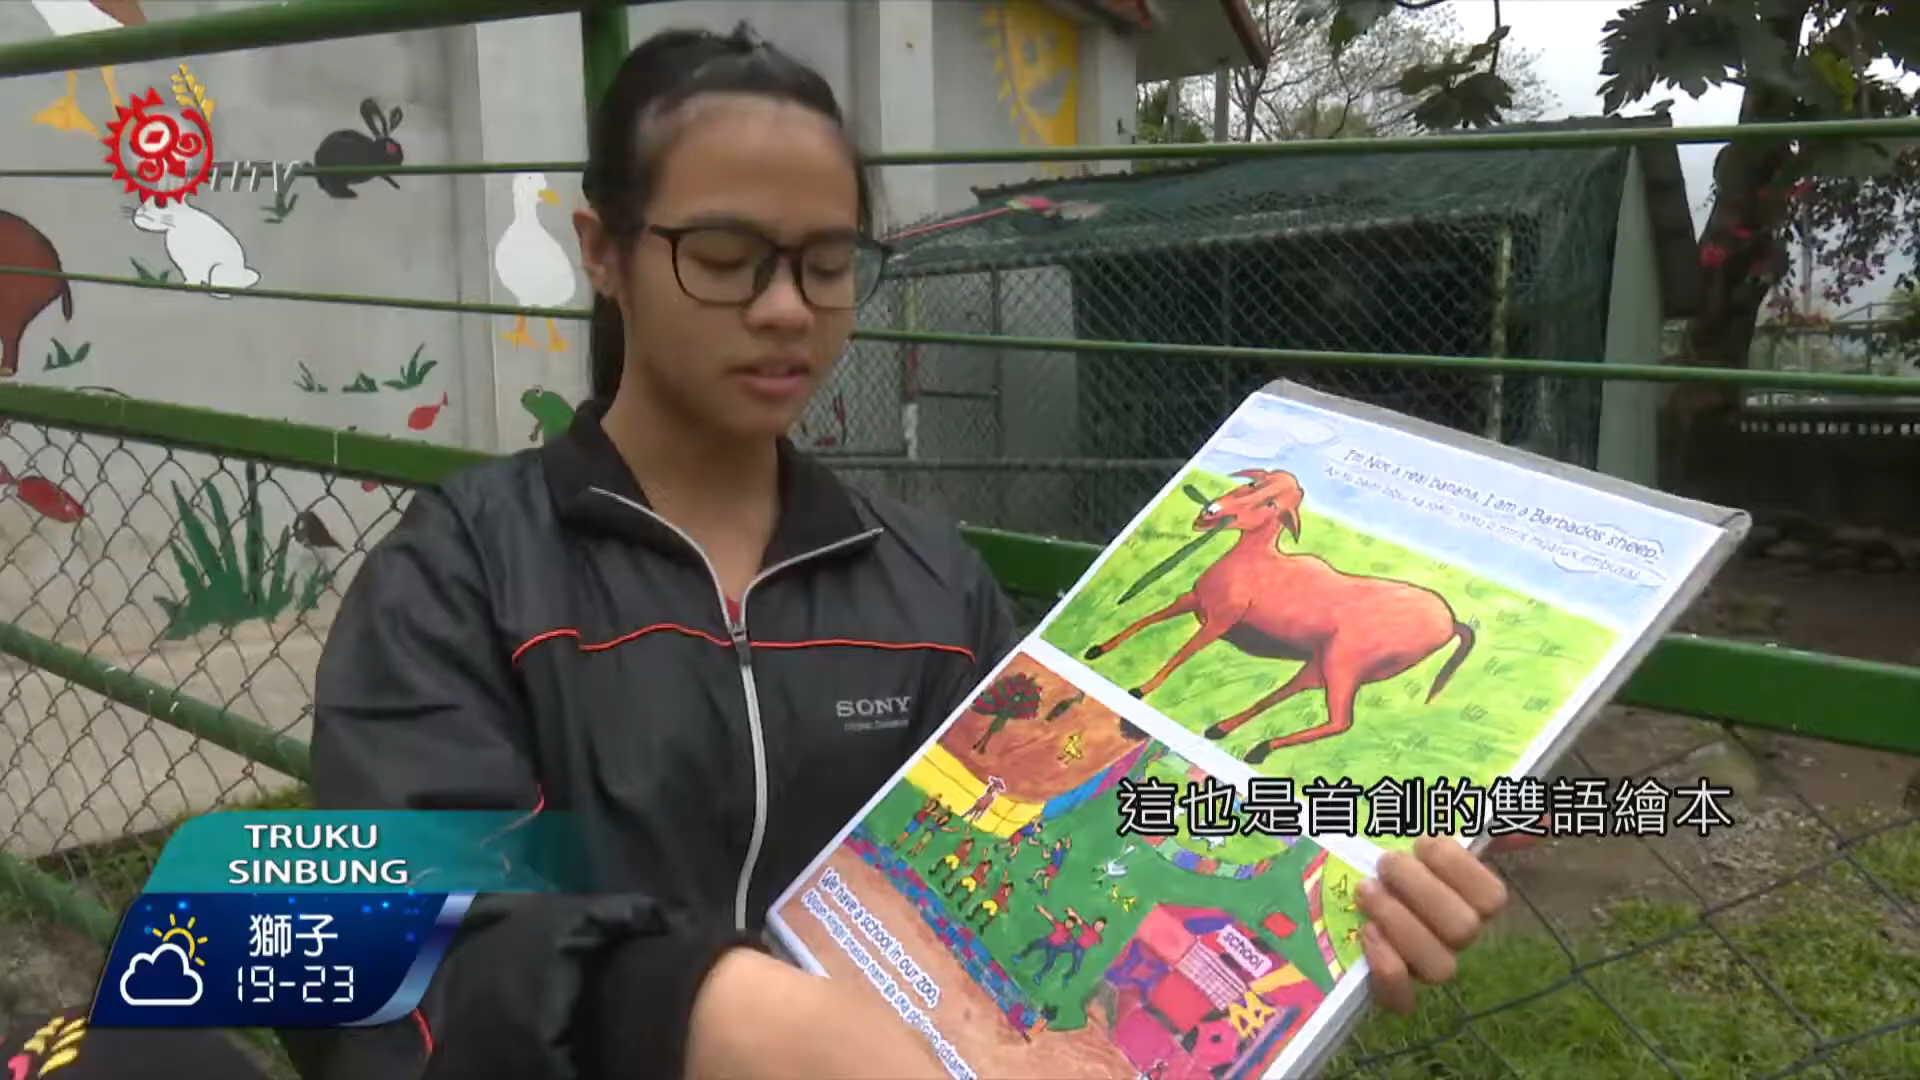 TITV
I'm Not a real banana, I am a Barbados sheep.
SONY
這也是首創的雙語繪本
school
We have a school in our zoo,
TRUKU
SINBUNG
獅子
19-23